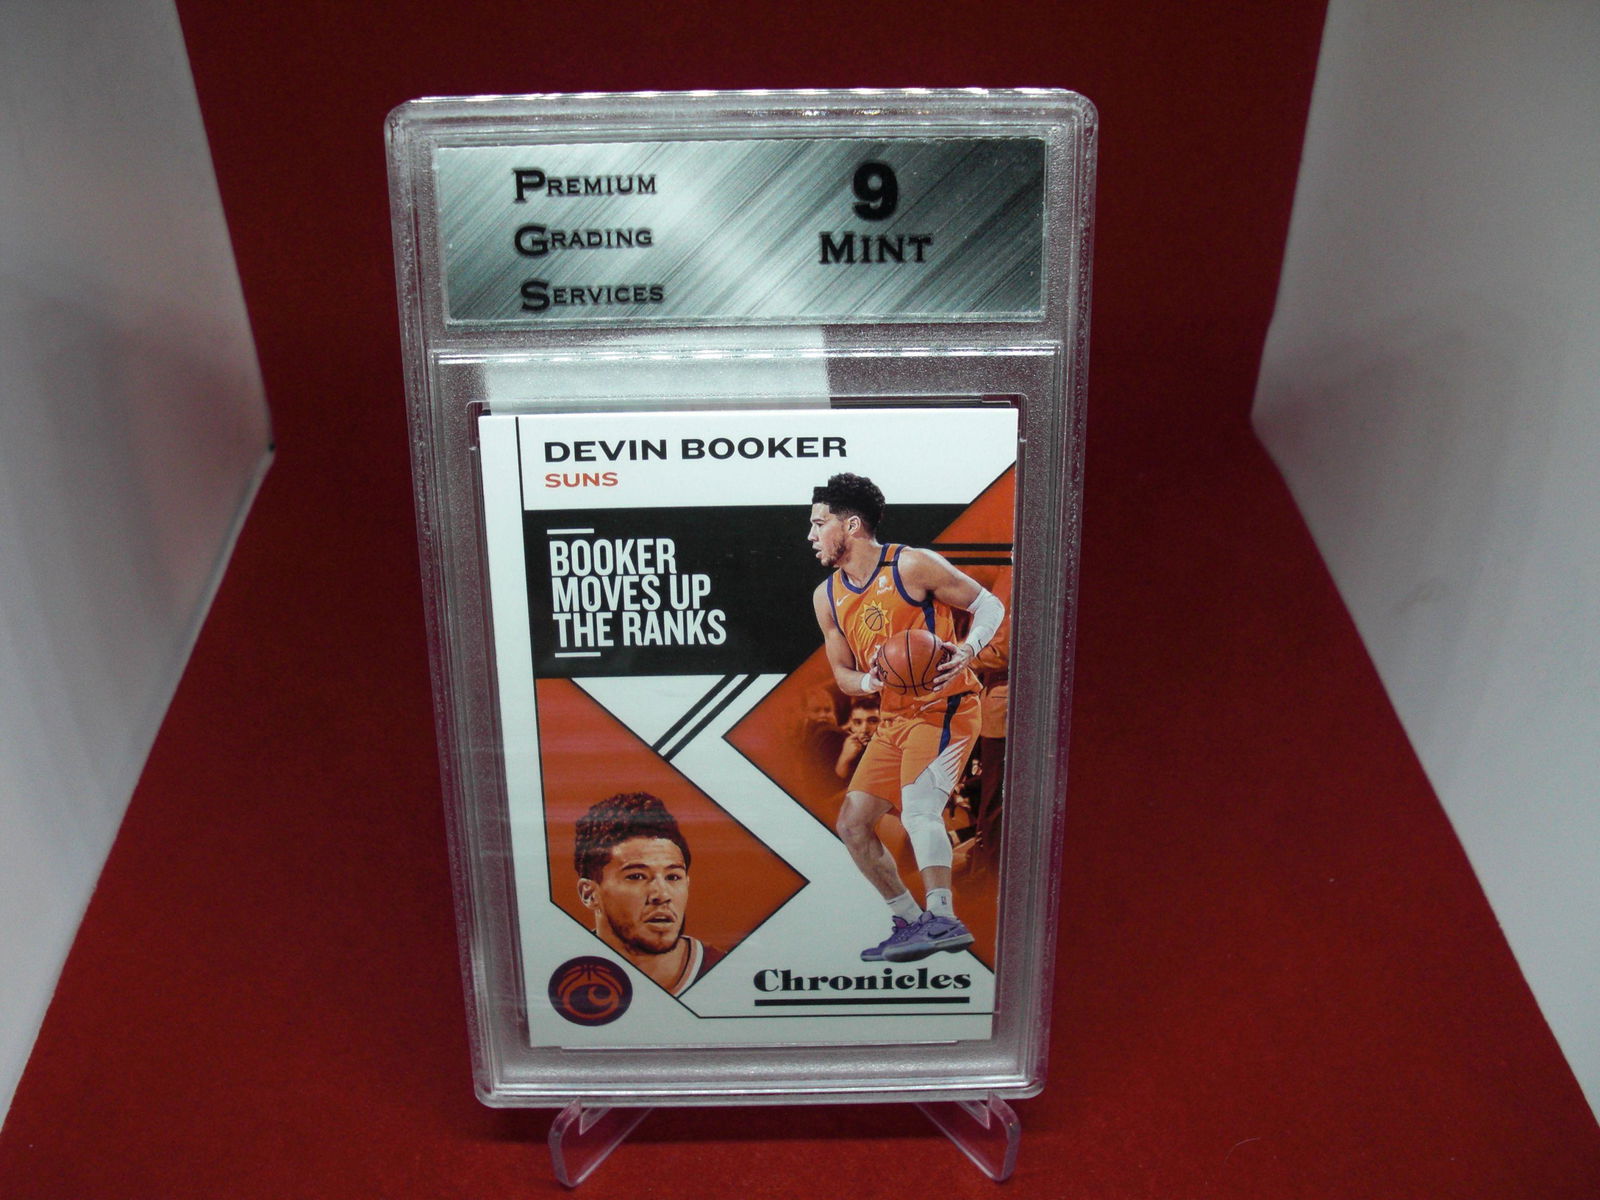 PREMIUM
GRADING
SERVICES
9
MINT
DEVIN BOOKER
SUNS
BOOKER
MOVES UP
THE RANKS
Chronicles